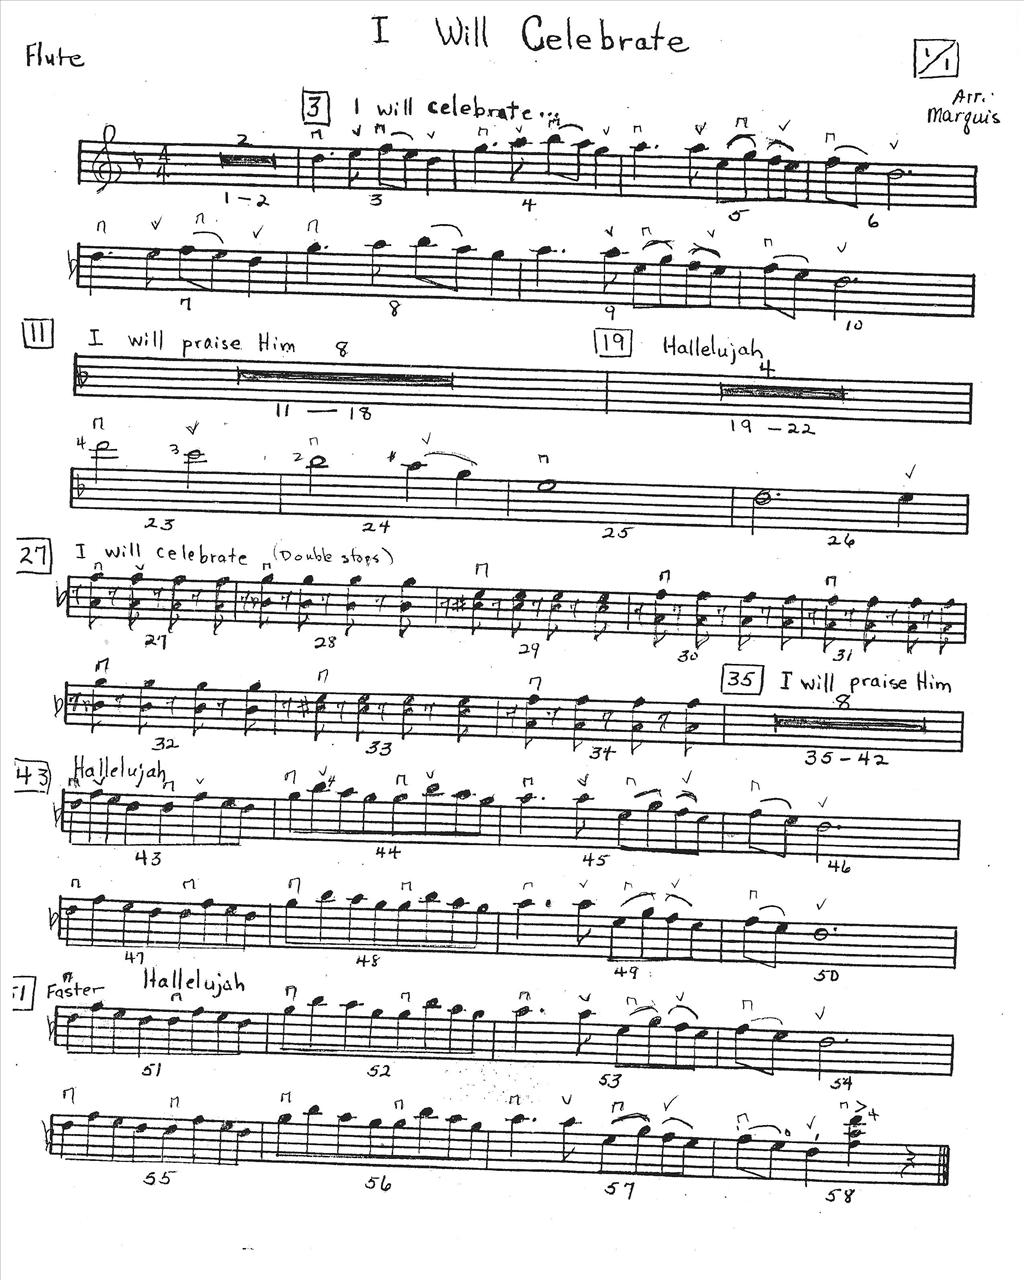 I Will Celebrate
Flute
1/1
Arr. Marquis
3 I will celebrate...
4 4
2
1-2 3 4 5 6
7 8 9 10
11 I will praise Him 8 19 Hallelujah 4
11 — 18 19 - 22
4 3 2
23 24 25 26
27 I will celebrate (Double stops)
27 28 29 30 31
35 I will praise Him
8
32 33 34 35-42
43 Hallelujah
4
43 44 45 46
47 48 49 50
51 Faster Hallelujah
51 52 53 54
4
55 56 57 58